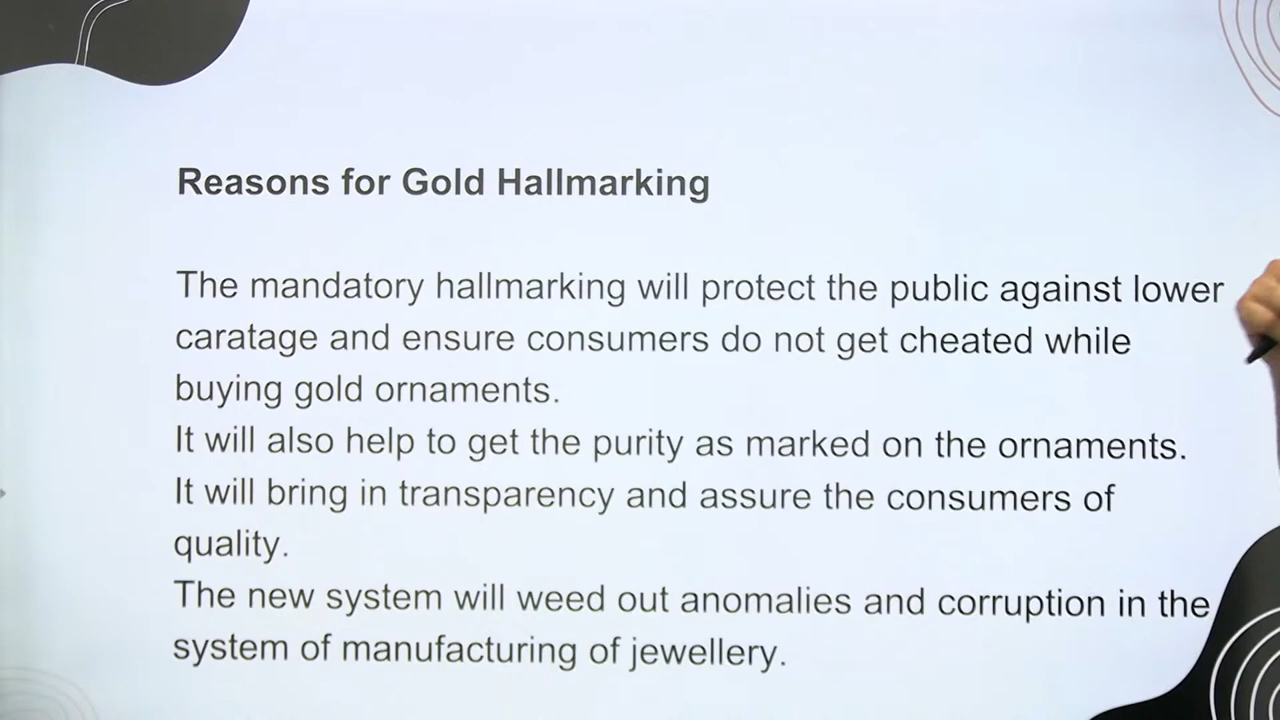 Reasons for Gold Hallmarking
The mandatory hallmarking will protect the public against lower
caratage and ensure consumers do not get cheated while
buying gold ornaments.
It will also help to get the purity as marked on the ornaments.
It will bring in transparency and assure the consumers of
quality.
The new system will weed out anomalies and corruption in the
system of manufacturing of jewellery.